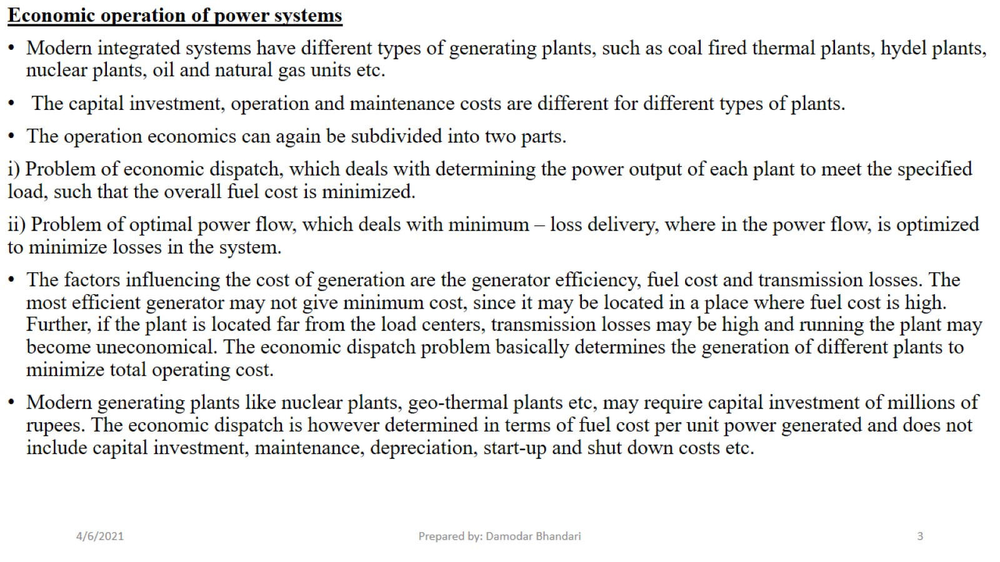 Economic operation of power systems
• Modern integrated systems have different types of generating plants, such as coal fired thermal plants, hydel plants,
nuclear plants, oil and natural gas units etc.
• The capital investment, operation and maintenance costs are different for different types of plants.
• The operation economics can again be subdivided into two parts.
i) Problem of economic dispatch, which deals with determining the power output of each plant to meet the specified
load, such that the overall fuel cost is minimized.
ii) Problem of optimal power flow, which deals with minimum – loss delivery, where in the power flow, is optimized
to minimize losses in the system.
• The factors influencing the cost of generation are the generator efficiency, fuel cost and transmission losses. The
most efficient generator may not give minimum cost, since it may be located in a place where fuel cost is high.
Further, if the plant is located far from the load centers, transmission losses may be high and running the plant may
become uneconomical. The economic dispatch problem basically determines the generation of different plants to
minimize total operating cost.
• Modern generating plants like nuclear plants, geo-thermal plants etc, may require capital investment of millions of
rupees. The economic dispatch is however determined in terms of fuel cost per unit power generated and does not
include capital investment, maintenance, depreciation, start-up and shut down costs etc.
4/6/2021
Prepared by: Damodar Bhandari
3